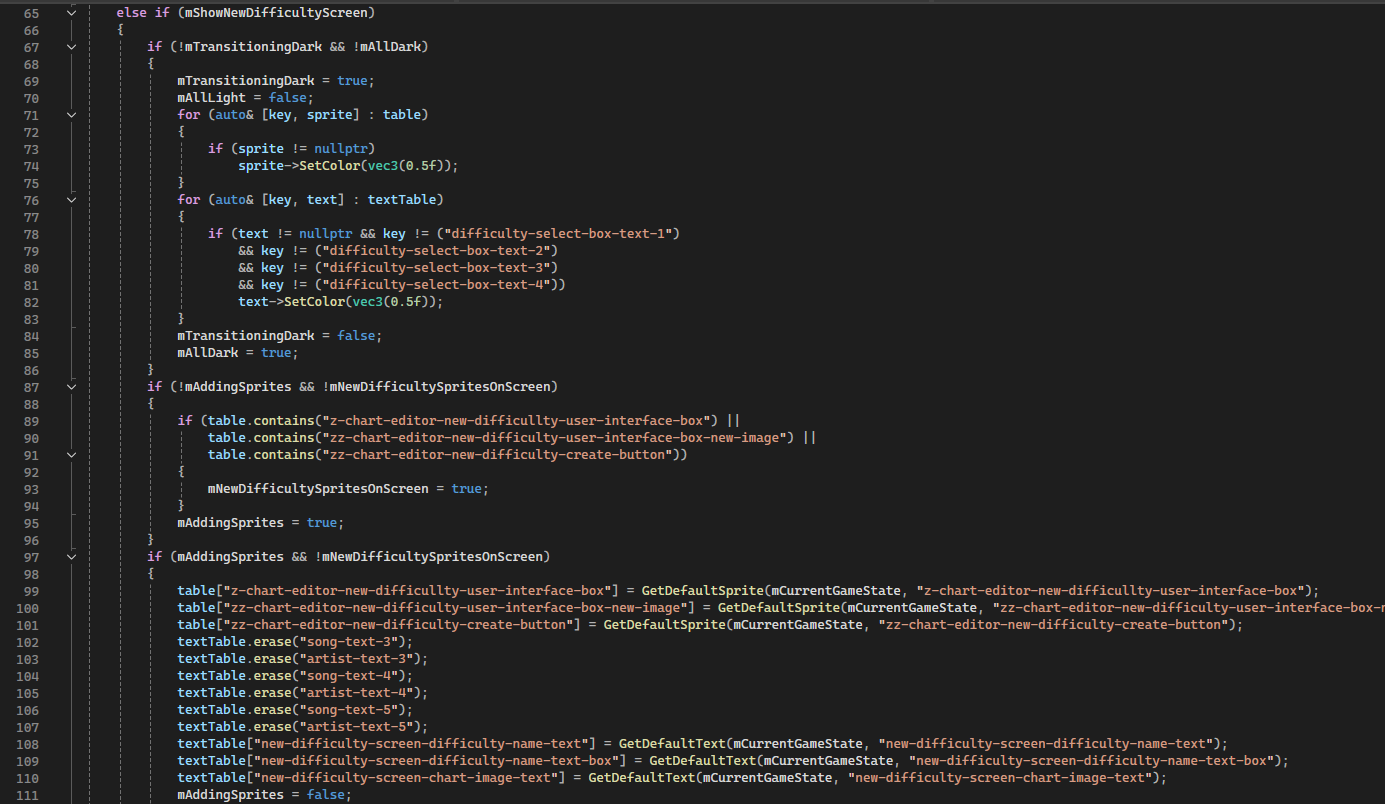 65 else if (mShowNewDifficultyScreen)
66 {
67 if (!mTransitioningDark && !mAllDark)
68 {
69 mTransitioningDark = true;
70 mAllLight = false;
71 for (auto& [key, sprite] : table)
72 {
73 if (sprite != nullptr)
74 sprite->SetColor(vec3(0.5f));
75 }
76 for (auto& [key, text] : textTable)
77 {
78 if (text != nullptr && key != ("difficulty-select-box-text-1")
79 && key != ("difficulty-select-box-text-2")
80 && key != ("difficulty-select-box-text-3")
81 && key != ("difficulty-select-box-text-4"))
82 text->SetColor(vec3(0.5f));
83 }
84 mTransitioningDark = false;
85 mAllDark = true;
86 }
87 if (!mAddingSprites && !mNewDifficultySpritesOnScreen)
88 {
89 if (table.contains("z-chart-editor-new-difficullty-user-interface-box") ||
90 table.contains("zz-chart-editor-new-difficullty-user-interface-box-new-image") ||
91 table.contains("zz-chart-editor-new-difficulty-create-button"))
92 {
93 mNewDifficultySpritesOnScreen = true;
94 }
95 mAddingSprites = true;
96 }
97 if (mAddingSprites && !mNewDifficultySpritesOnScreen)
98 {
99 table["z-chart-editor-new-difficullty-user-interface-box"] = GetDefaultSprite(mCurrentGameState, "z-chart-editor-new-difficullty-user-interface-box");
100 table["zz-chart-editor-new-difficullty-user-interface-box-new-image"] = GetDefaultSprite(mCurrentGameState, "zz-chart-editor-new-difficullty-user-interface-box-n
101 table["zz-chart-editor-new-difficulty-create-button"] = GetDefaultSprite(mCurrentGameState, "zz-chart-editor-new-difficulty-create-button");
102 textTable.erase("song-text-3");
103 textTable.erase("artist-text-3");
104 textTable.erase("song-text-4");
105 textTable.erase("artist-text-4");
106 textTable.erase("song-text-5");
107 textTable.erase("artist-text-5");
108 textTable["new-difficulty-screen-difficulty-name-text"] = GetDefaultText(mCurrentGameState, "new-difficulty-screen-difficulty-name-text");
109 textTable["new-difficulty-screen-difficulty-name-text-box"] = GetDefaultText(mCurrentGameState, "new-difficulty-screen-difficulty-name-text-box");
110 textTable["new-difficulty-screen-chart-image-text"] = GetDefaultText(mCurrentGameState, "new-difficulty-screen-chart-image-text");
111 mAddingSprites = false;